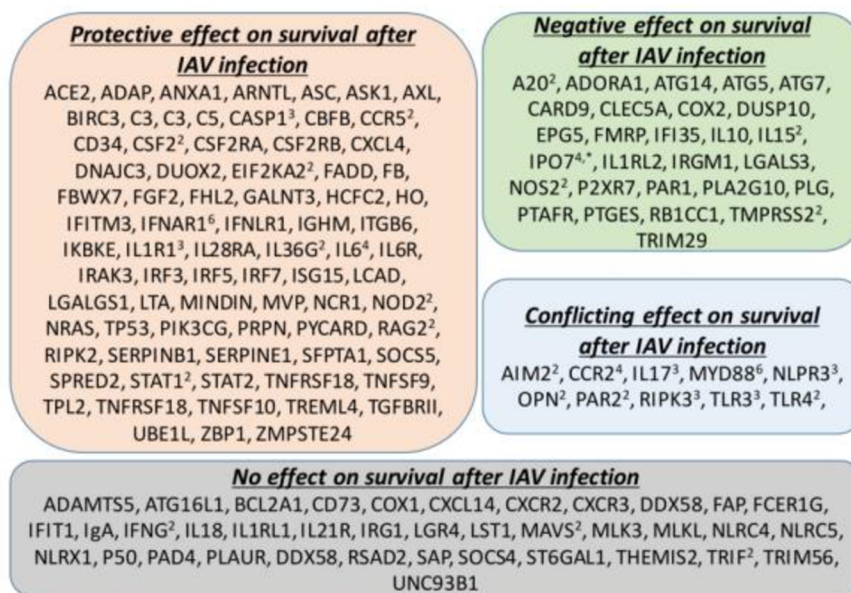 Protective effect on survival after
IAV infection
ACE2, ADAP, ANXA1, ARNTL, ASC, ASK1, AXL,
BIRC3, C3, C3, C5, CASP1³, CBFB, CCR5²,
CD34, CSF2², CSF2RA, CSF2RB, CXCL4,
DNAJC3, DUOX2, EIF2KA2², FADD, FB,
FBWX7, FGF2, FHL2, GALNT3, HCFC2, HO,
IFITM3, IFNAR1⁶, IFNLR1, IGHM, ITGB6,
IKBKE, IL1R1³, IL28RA, IL36G², IL6⁴, IL6R,
IRAK3, IRF3, IRF5, IRF7, ISG15, LCAD,
LGALGS1, LTA, MINDIN, MVP, NCR1, NOD2²,
NRAS, TP53, PIK3CG, PRPN, PYCARD, RAG2²,
RIPK2, SERPINB1, SERPINE1, SFPTA1, SOCS5,
SPRED2, STAT1², STAT2, TNFRSF18, TNFSF9,
TPL2, TNFRSF18, TNFSF10, TREML4, TGFBRII,
UBE1L, ZBP1, ZMPSTE24
Negative effect on survival
after IAV infection
A20², ADORA1, ATG14, ATG5, ATG7,
CARD9, CLEC5A, COX2, DUSP10,
EPG5, FMRP, IFI35, IL10, IL15²,
IPO7⁴·*, IL1RL2, IRGM1, LGALS3,
NOS2², P2XR7, PAR1, PLA2G10, PLG,
PTAFR, PTGES, RB1CC1, TMPRSS2²,
TRIM29
Conflicting effect on survival
after IAV infection
AIM2², CCR2⁴, IL17³, MYD88⁶, NLPR3³,
OPN², PAR2², RIPK3³, TLR3³, TLR4²,
No effect on survival after IAV infection
ADAMTS5, ATG16L1, BCL2A1, CD73, COX1, CXCL14, CXCR2, CXCR3, DDX58, FAP, FCER1G,
IFIT1, IgA, IFNG², IL18, IL1RL1, IL21R, IRG1, LGR4, LST1, MAVS², MLK3, MLKL, NLRC4, NLRC5,
NLRX1, P50, PAD4, PLAUR, DDX58, RSAD2, SAP, SOCS4, ST6GAL1, THEMIS2, TRIF², TRIM56,
UNC93B1